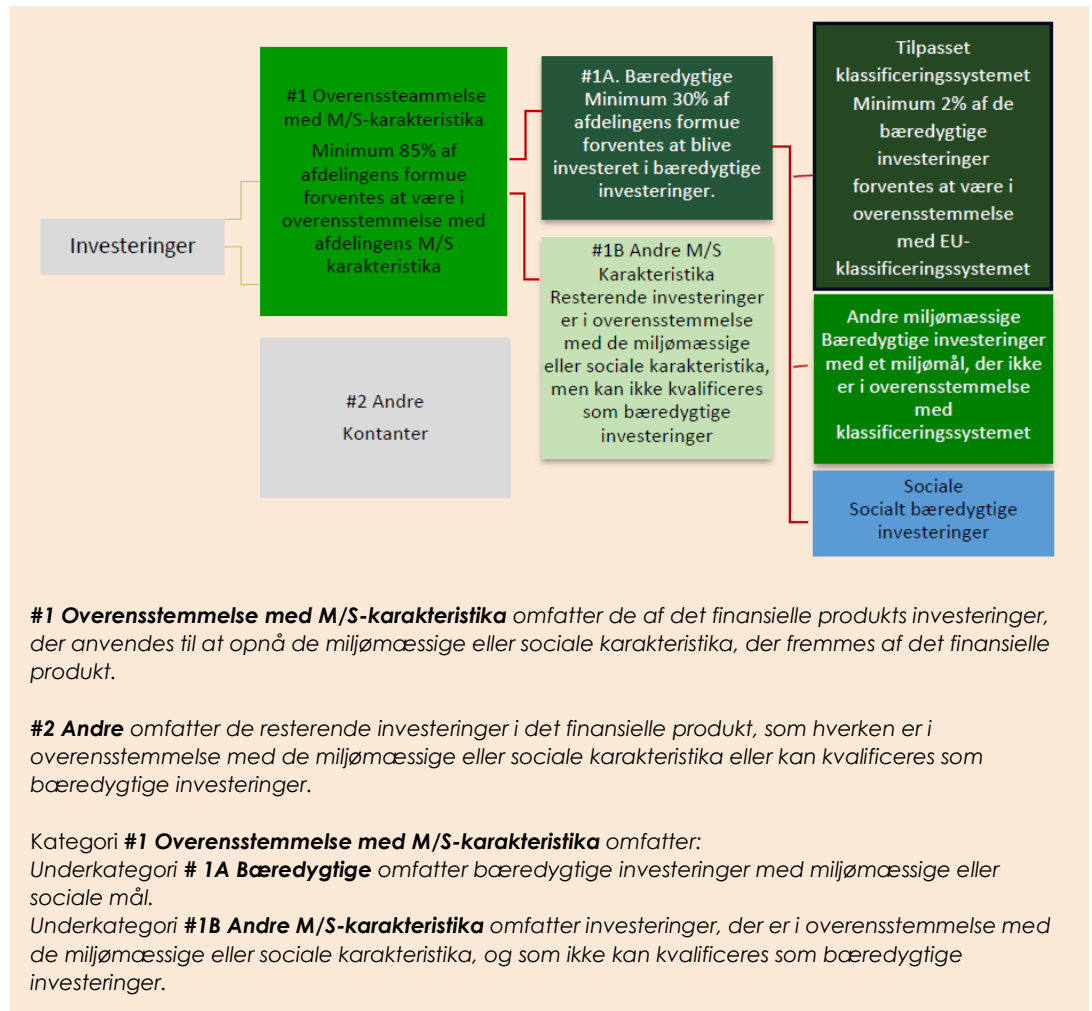 Investeringer
#1 Overenssteammelse
med M/S-karakteristika
Minimum 85% af
afdelingens formue
forventes at være i
overensstemmelse med
afdelingens M/S
karakteristika
#2 Andre
Kontanter
#1A. Bæredygtige
Minimum 30% af
afdelingens formue
forventes at blive
investeret i bæredygtige
investeringer.
#1B Andre M/S
Karakteristika
Resterende investeringer
er i overensstemmelse
med de miljømæssige
eller sociale karakteristika,
men kan ikke kvalificeres
som bæredygtige
investeringer
Tilpasset
klassificeringssystemet
Minimum 2% af de
bæredygtige
investeringer
forventes at være i
overensstemmelse
med EU-
klassificeringssystemet
Andre miljømæssige
Bæredygtige investeringer
med et miljømål, der ikke
er i overensstemmelse
med
klassificeringssystemet
Sociale
Socialt bæredygtige
investeringer
#1 Overensstemmelse med M/S-karakteristika omfatter de af det finansielle produkts investeringer,
der anvendes til at opnå de miljømæssige eller sociale karakteristika, der fremmes af det finansielle
produkt.
#2 Andre omfatter de resterende investeringer i det finansielle produkt, som hverken er i
overensstemmelse med de miljømæssige eller sociale karakteristika eller kan kvalificeres som
bæredygtige investeringer.
Kategori #1 Overensstemmelse med M/S-karakteristika omfatter:
Underkategori # 1A Bæredygtige omfatter bæredygtige investeringer med miljømæssige eller
sociale mål.
Underkategori #1B Andre M/S-karakteristika omfatter investeringer, der er i overensstemmelse med
de miljømæssige eller sociale karakteristika, og som ikke kan kvalificeres som bæredygtige
investeringer.